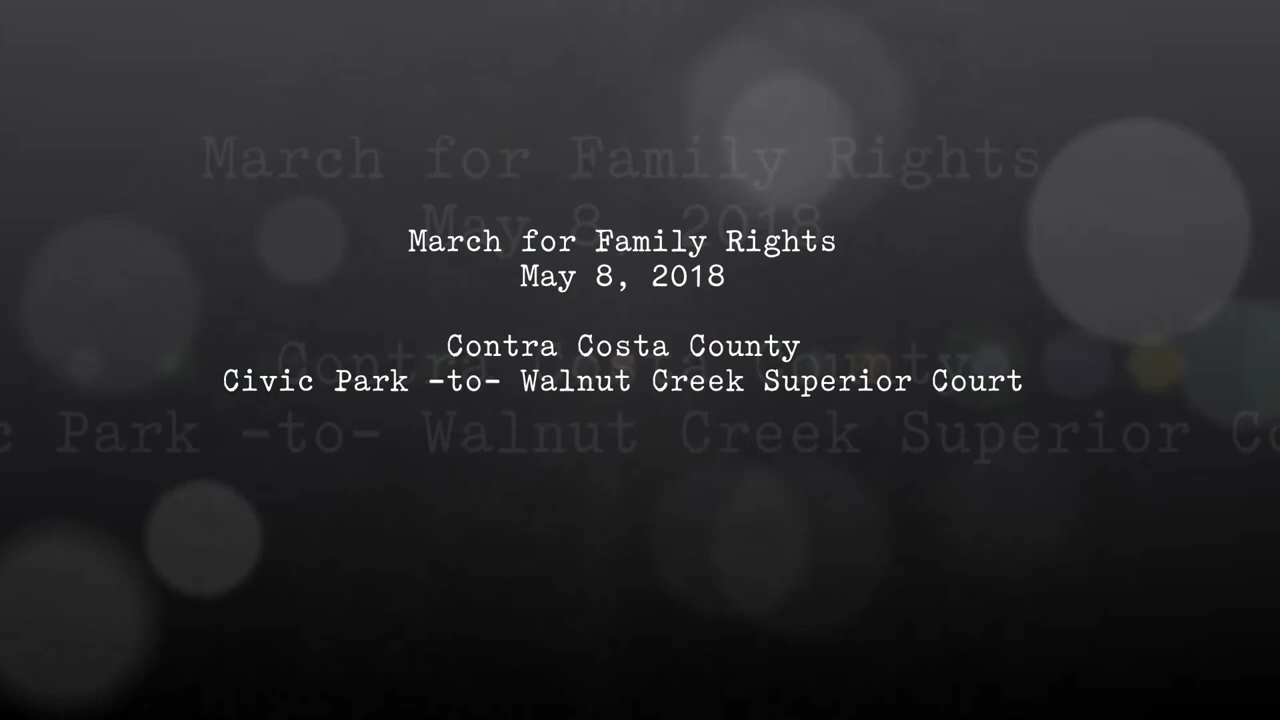 March for Family Rights
May 8, 2018
Contra Costa County
Civic Park -to- Walnut Creek Superior Court